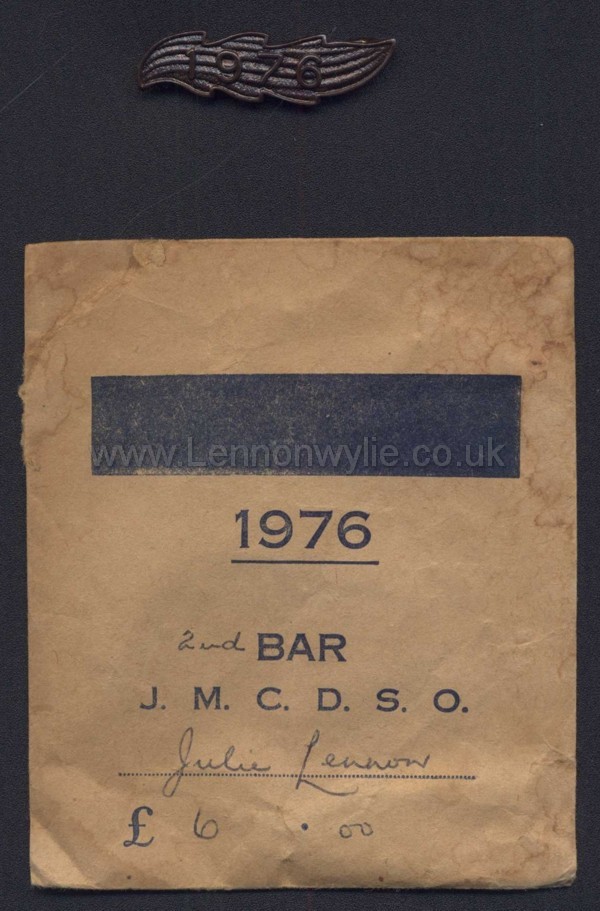 1976
www.Lennonwylie.co.uk
1976
2nd BAR
J. M. C. D. S. O.
Julie Lennon
£ 6 . 00